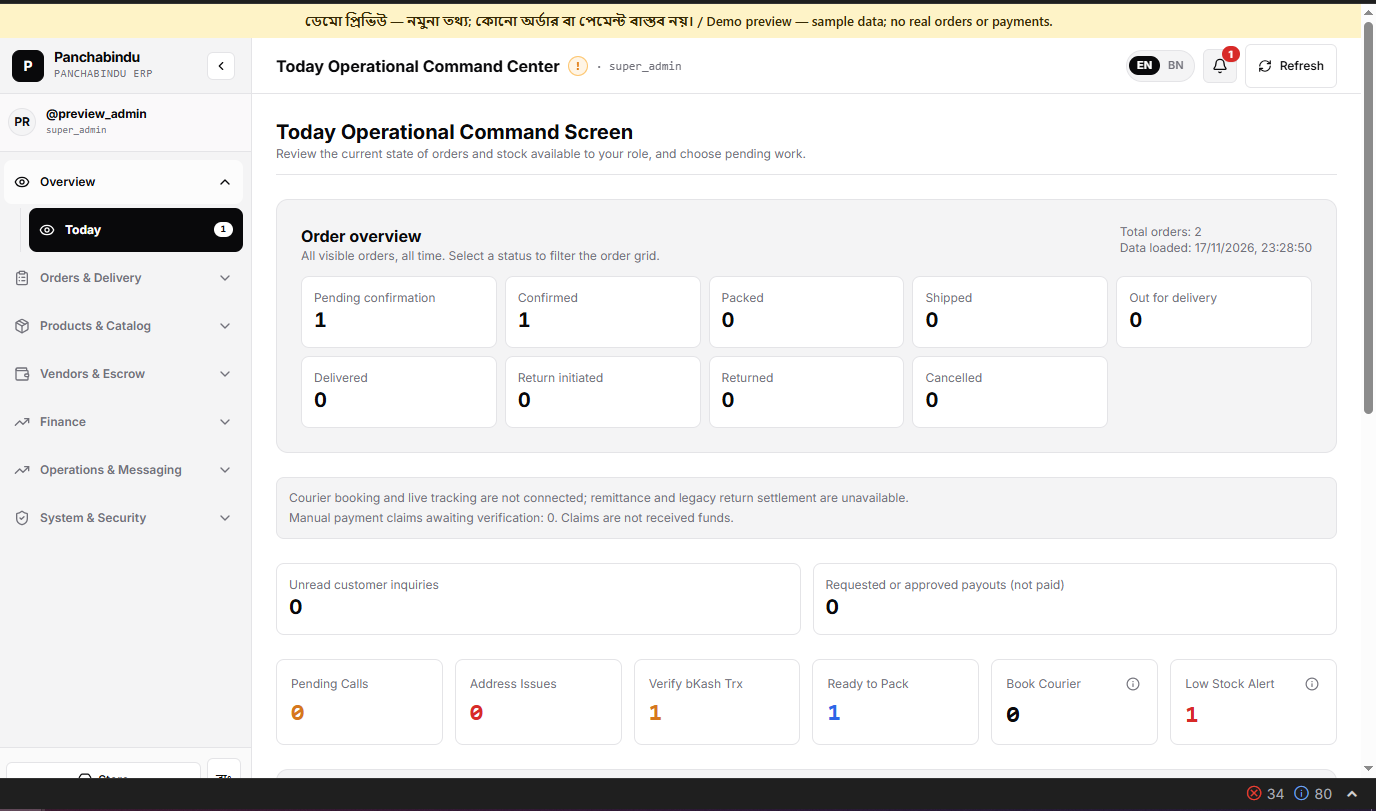 ডেমো প্রিভিউ — নমুনা তথ্য; কোনো অর্ডার বা পেমেন্ট বাস্তব নয়। / Demo preview — sample data; no real orders or payments.
P
Panchabindu
PANCHABINDU ERP
Today Operational Command Center
! · super_admin
EN BN
1
Refresh
PR
@preview_admin
super_admin
Overview
Today 1
Orders & Delivery
Products & Catalog
Vendors & Escrow
Finance
Operations & Messaging
System & Security
Today Operational Command Screen
Review the current state of orders and stock available to your role, and choose pending work.
Order overview
All visible orders, all time. Select a status to filter the order grid.
Total orders: 2
Data loaded: 17/11/2026, 23:28:50
Pending confirmation
1
Confirmed
1
Packed
0
Shipped
0
Out for delivery
0
Delivered
0
Return initiated
0
Returned
0
Cancelled
0
Courier booking and live tracking are not connected; remittance and legacy return settlement are unavailable.
Manual payment claims awaiting verification: 0. Claims are not received funds.
Unread customer inquiries
0
Requested or approved payouts (not paid)
0
Pending Calls
0
Address Issues
0
Verify bKash Trx
1
Ready to Pack
1
Book Courier
0
Low Stock Alert
1
34 80